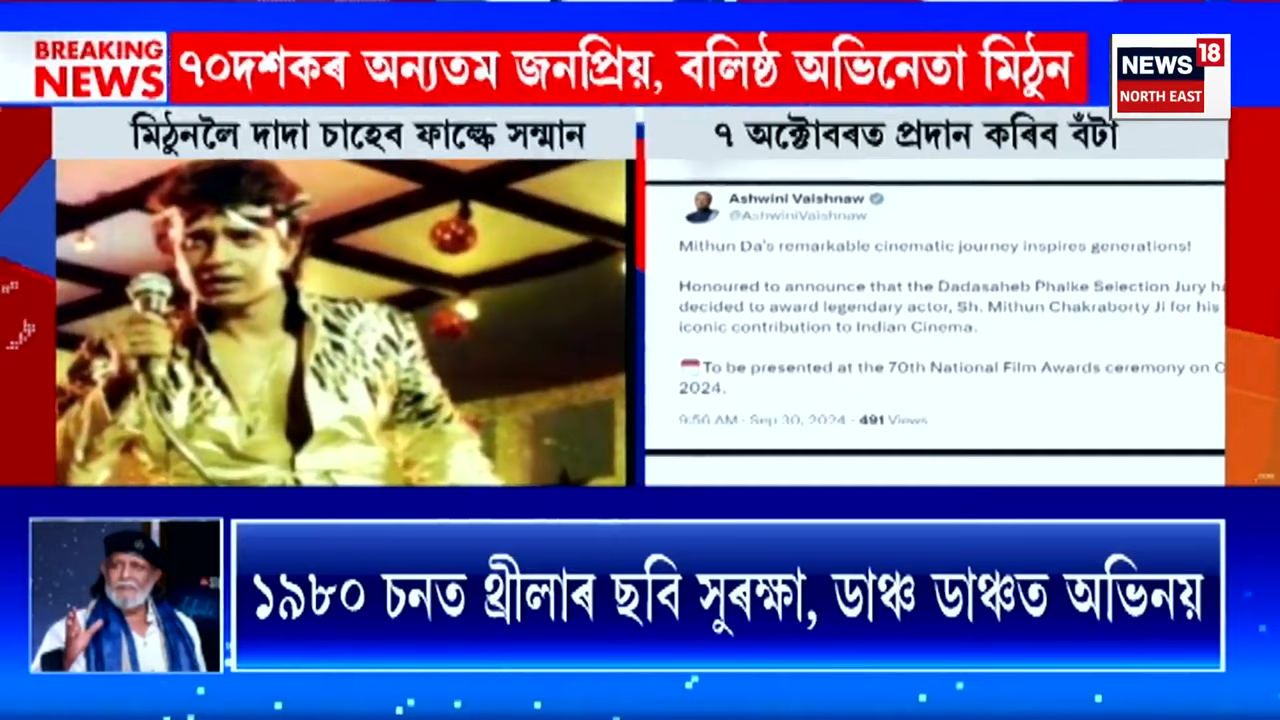 BREAKING NEWS
৭০দশকৰ অন্যতম জনপ্ৰিয়, বলিষ্ঠ অভিনেতা মিঠুন
NEWS 18
NORTH EAST
মিঠুনলৈ দাদা চাহেব ফাল্কে সন্মান
৭ অক্টোবৰত প্ৰদান কৰিব বঁটা
Ashwini Vaishnaw
@AshwiniVaishnaw
Mithun Da's remarkable cinematic journey inspires generations!
Honoured to announce that the Dadasaheb Phalke Selection Jury
decided to award legendary actor, Sh. Mithun Chakraborty Ji for his
iconic contribution to Indian Cinema.
To be presented at the 70th National Film Awards ceremony on
2024.
9:56 AM · Sep 30, 2024 · 491 Views
১৯৮০ চনত থ্ৰীলাৰ ছবি সুৰক্ষা, ডাঞ্চ ডাঞ্চত অভিনয়